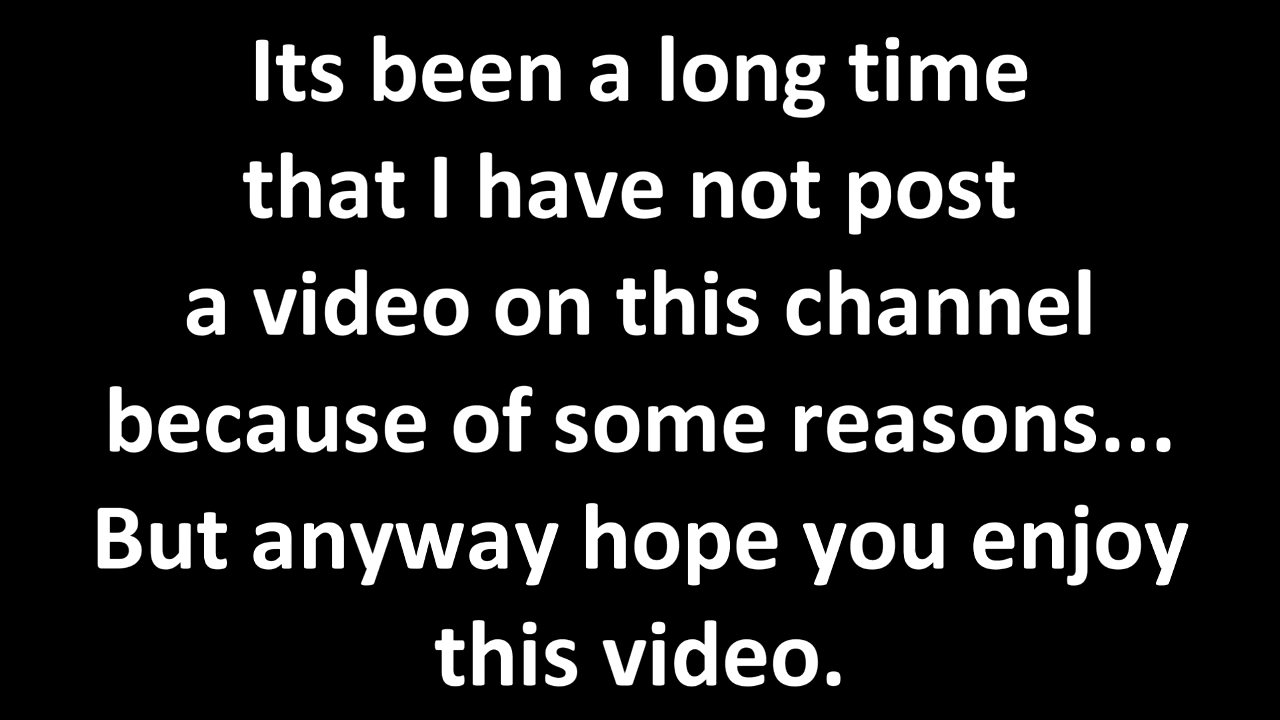 Its been a long time
that I have not post
a video on this channel
because of some reasons...
But anyway hope you enjoy
this video.